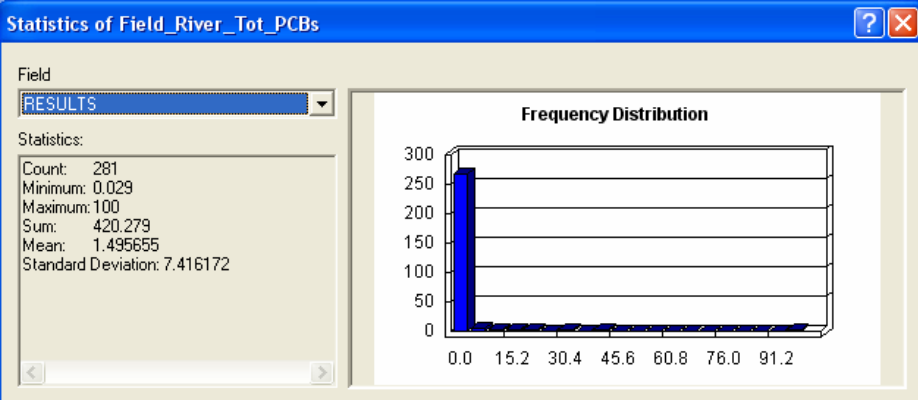 Statistics of Field_River_Tot_PCBs
Field
RESULTS
Statistics:
Count: 281
Minimum: 0.029
Maximum: 100
Sum: 420.279
Mean: 1.495655
Standard Deviation: 7.416172
Frequency Distribution
300
250
200
150
100
50
0
0.0 15.2 30.4 45.6 60.8 76.0 91.2